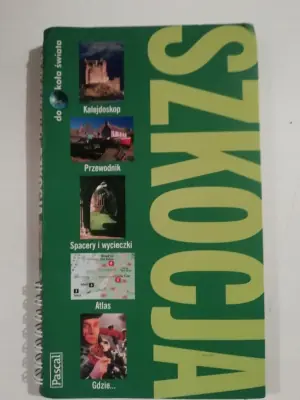 do koła świata
SZKOCJA
Kalejdoskop
Przewodnik
Spacery i wycieczki
Atlas
Gdzie...
Pascal